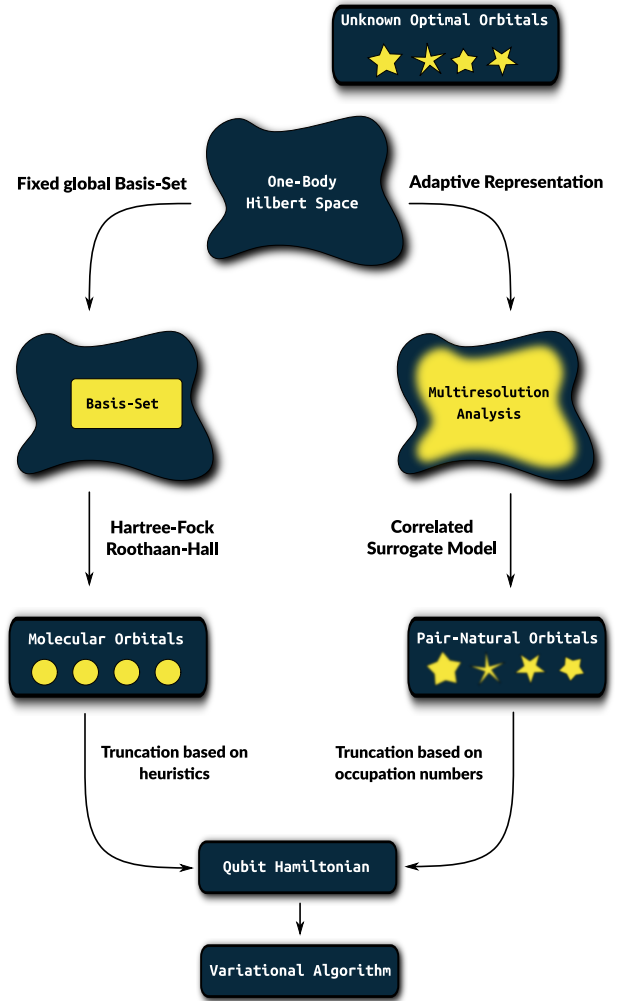 Unknown Optimal Orbitals
One-Body
Hilbert Space
Fixed global Basis-Set
Adaptive Representation
Basis-Set
Multiresolution
Analysis
Hartree-Fock
Roothaan-Hall
Correlated
Surrogate Model
Molecular Orbitals
Pair-Natural Orbitals
Truncation based on
heuristics
Truncation based on
occupation numbers
Qubit Hamiltonian
Variational Algorithm